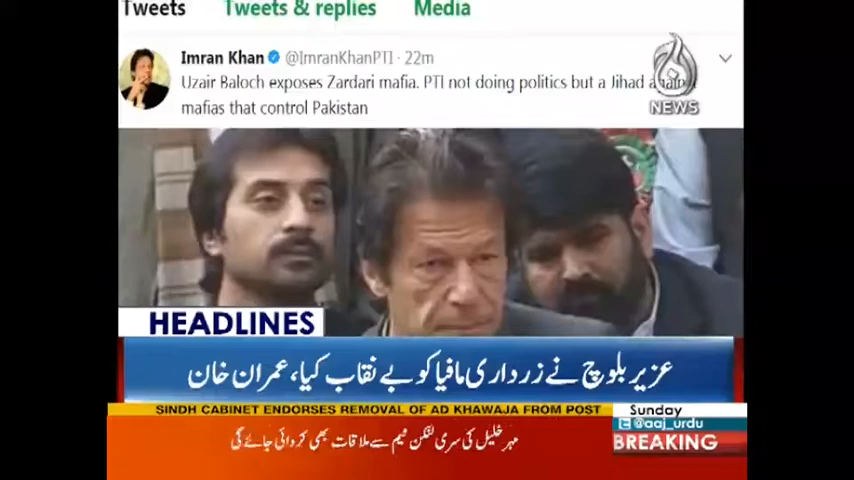 Tweets Tweets & replies Media
Imran Khan @ImranKhanPTI · 22m
Uzair Baloch exposes Zardari mafia. PTI not doing politics but a Jihad against
mafias that control Pakistan
NEWS
HEADLINES
عزیر بلوچ نے زرداری مافیا کو بے نقاب کیا، عمران خان
SINDH CABINET ENDORSES REMOVAL OF AD KHAWAJA FROM POST
Sunday
@aaj_urdu
BREAKING
مہر خلیل کی سری لنکن ٹیم سے ملاقات بھی کروائی جائے گی